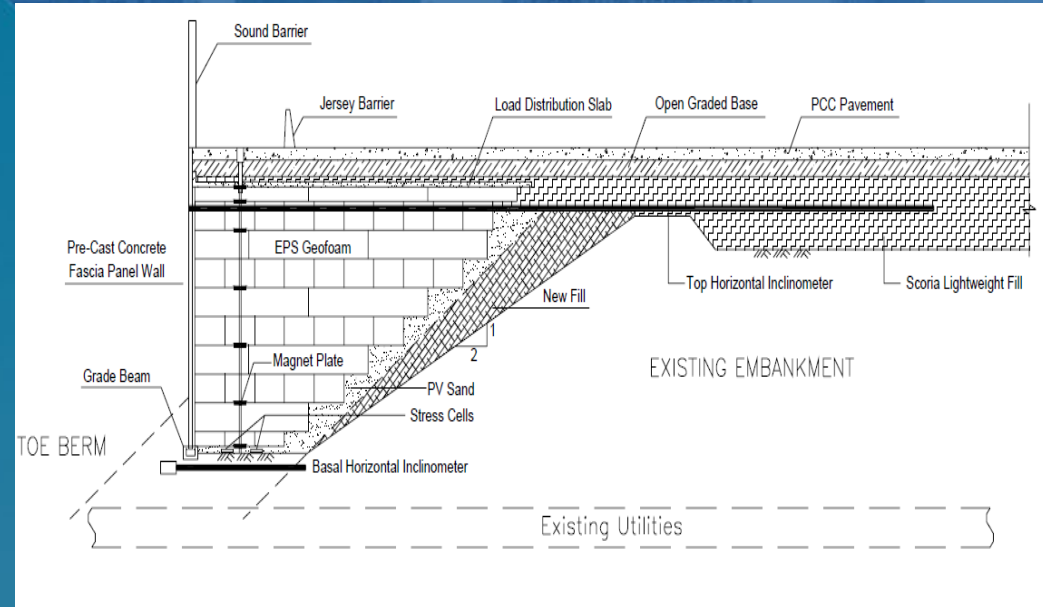 Sound Barrier
Jersey Barrier
Load Distribution Slab
Open Graded Base
PCC Pavement
Pre-Cast Concrete
Fascia Panel Wall
EPS Geofoam
Top Horizontal Inclinometer
Scoria Lightweight Fill
New Fill
1
2
Magnet Plate
EXISTING EMBANKMENT
Grade Beam
PV Sand
Stress Cells
TOE BERM
Basal Horizontal Inclinometer
Existing Utilities